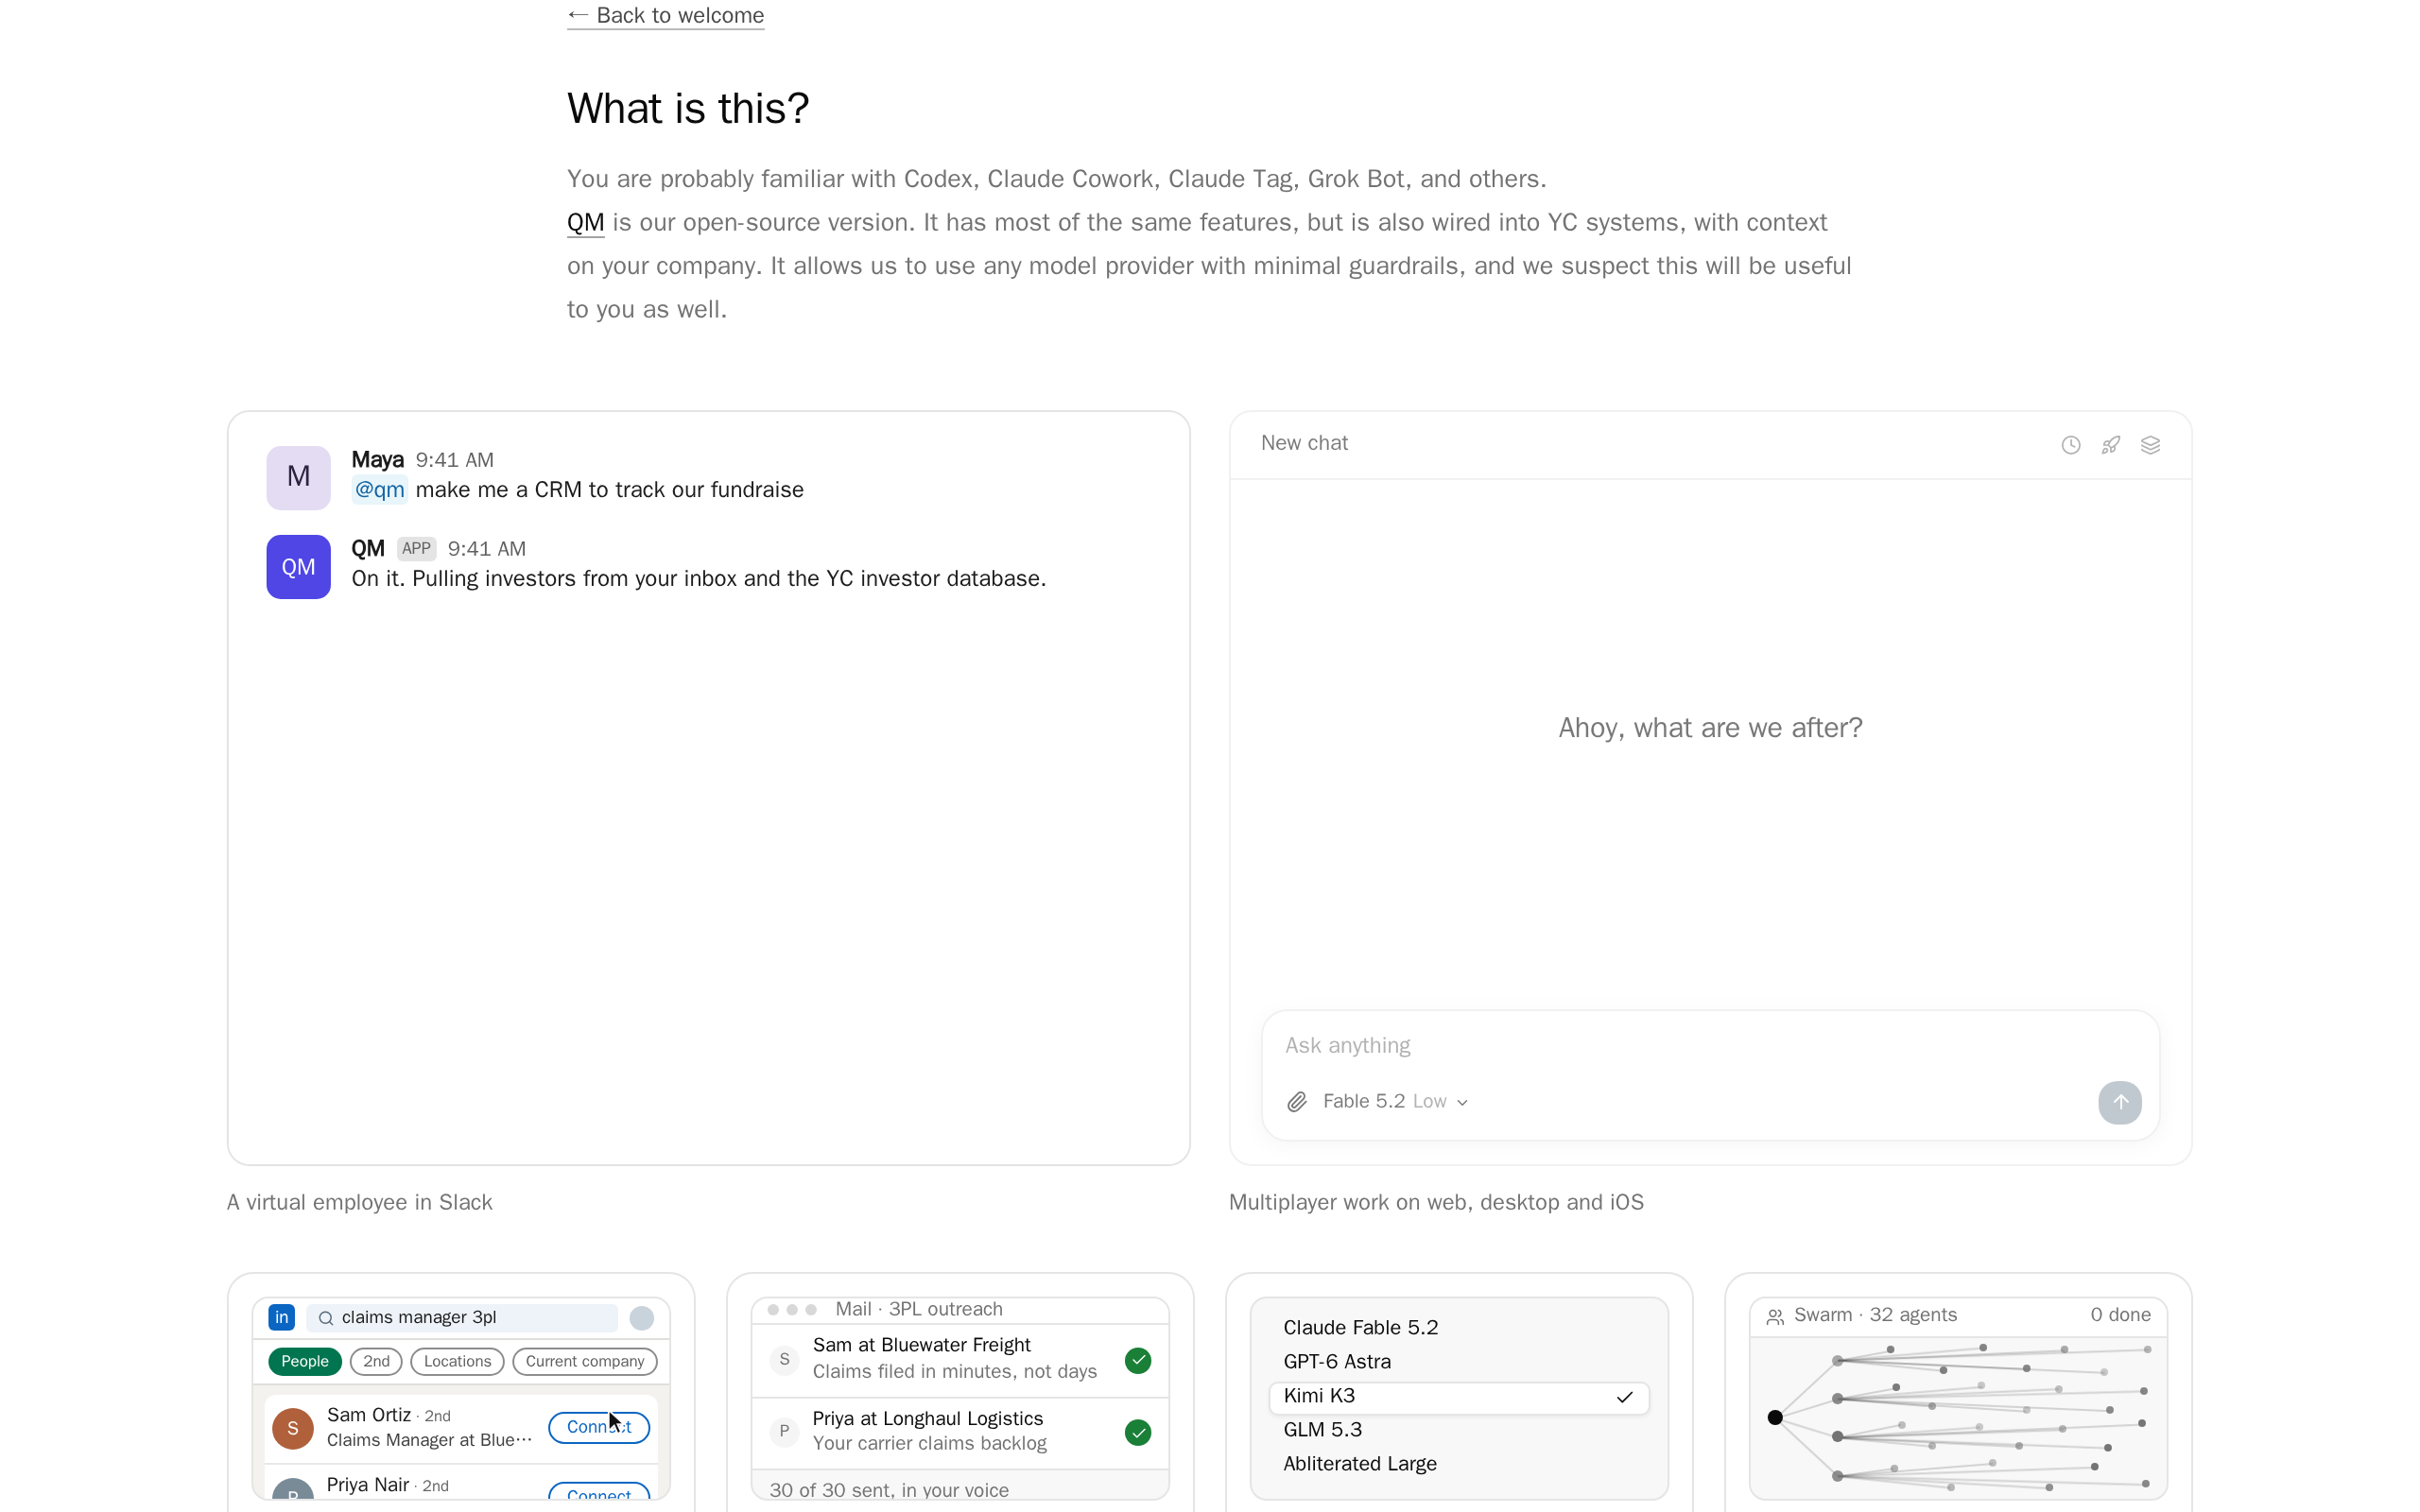 ← Back to welcome
What is this?
You are probably familiar with Codex, Claude Cowork, Claude Tag, Grok Bot, and others.
QM is our open-source version. It has most of the same features, but is also wired into YC systems, with context
on your company. It allows us to use any model provider with minimal guardrails, and we suspect this will be useful
to you as well.
M
Maya 9:41 AM
@qm make me a CRM to track our fundraise
QM
QM APP 9:41 AM
On it. Pulling investors from your inbox and the YC investor database.
A virtual employee in Slack
New chat
Ahoy, what are we after?
Ask anything
Fable 5.2 Low
Multiplayer work on web, desktop and iOS
in
claims manager 3pl
People 2nd Locations Current company
S
Sam Ortiz · 2nd
Claims Manager at Blue···
Connect
P
Priya Nair · 2nd
Connect
Mail · 3PL outreach
S
Sam at Bluewater Freight
Claims filed in minutes, not days
P
Priya at Longhaul Logistics
Your carrier claims backlog
30 of 30 sent, in your voice
Claude Fable 5.2
GPT-6 Astra
Kimi K3
GLM 5.3
Abliterated Large
Swarm · 32 agents 0 done